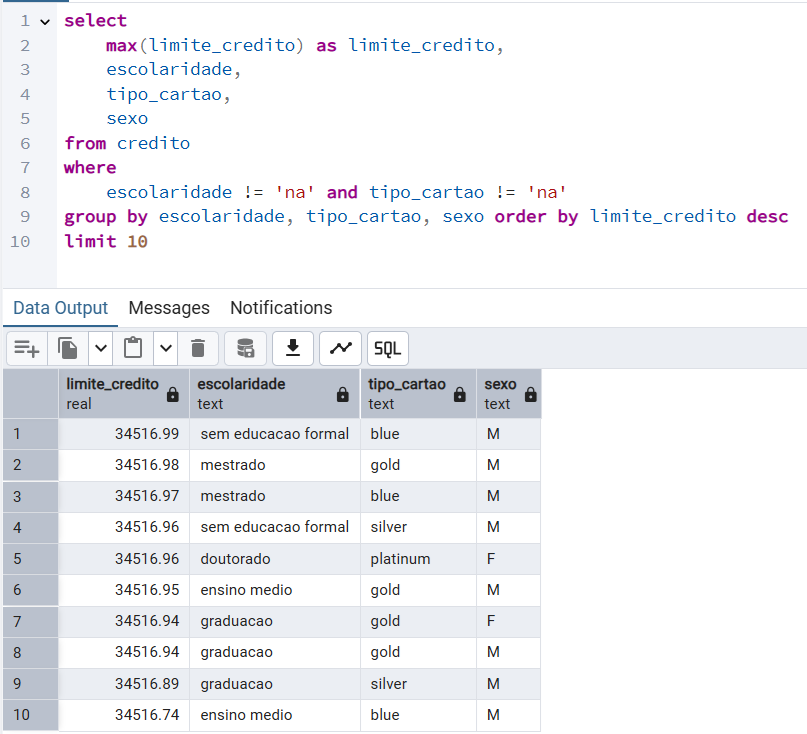 1 select
2 max(limite_credito) as limite_credito,
3 escolaridade,
4 tipo_cartao,
5 sexo
6 from credito
7 where
8 escolaridade != 'na' and tipo_cartao != 'na'
9 group by escolaridade, tipo_cartao, sexo order by limite_credito desc
10 limit 10
Data Output Messages Notifications
SQL
limite_credito escolaridade tipo_cartao sexo
real text text text
1 34516.99 sem educacao formal blue M
2 34516.98 mestrado gold M
3 34516.97 mestrado blue M
4 34516.96 sem educacao formal silver M
5 34516.96 doutorado platinum F
6 34516.95 ensino medio gold M
7 34516.94 graduacao gold F
8 34516.94 graduacao gold M
9 34516.89 graduacao silver M
10 34516.74 ensino medio blue M